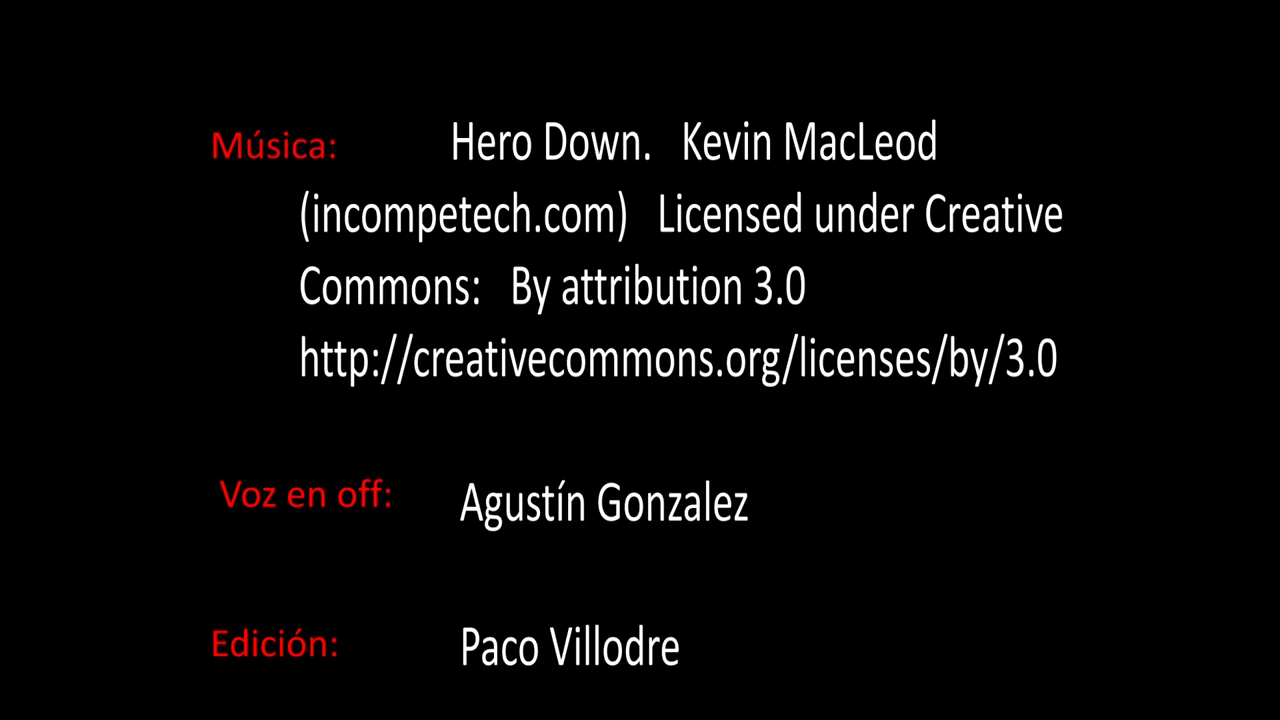 Música: Hero Down. Kevin MacLeod
(incompetech.com) Licensed under Creative
Commons: By attribution 3.0
http://creativecommons.org/licenses/by/3.0
Voz en off: Agustín Gonzalez
Edición: Paco Villodre